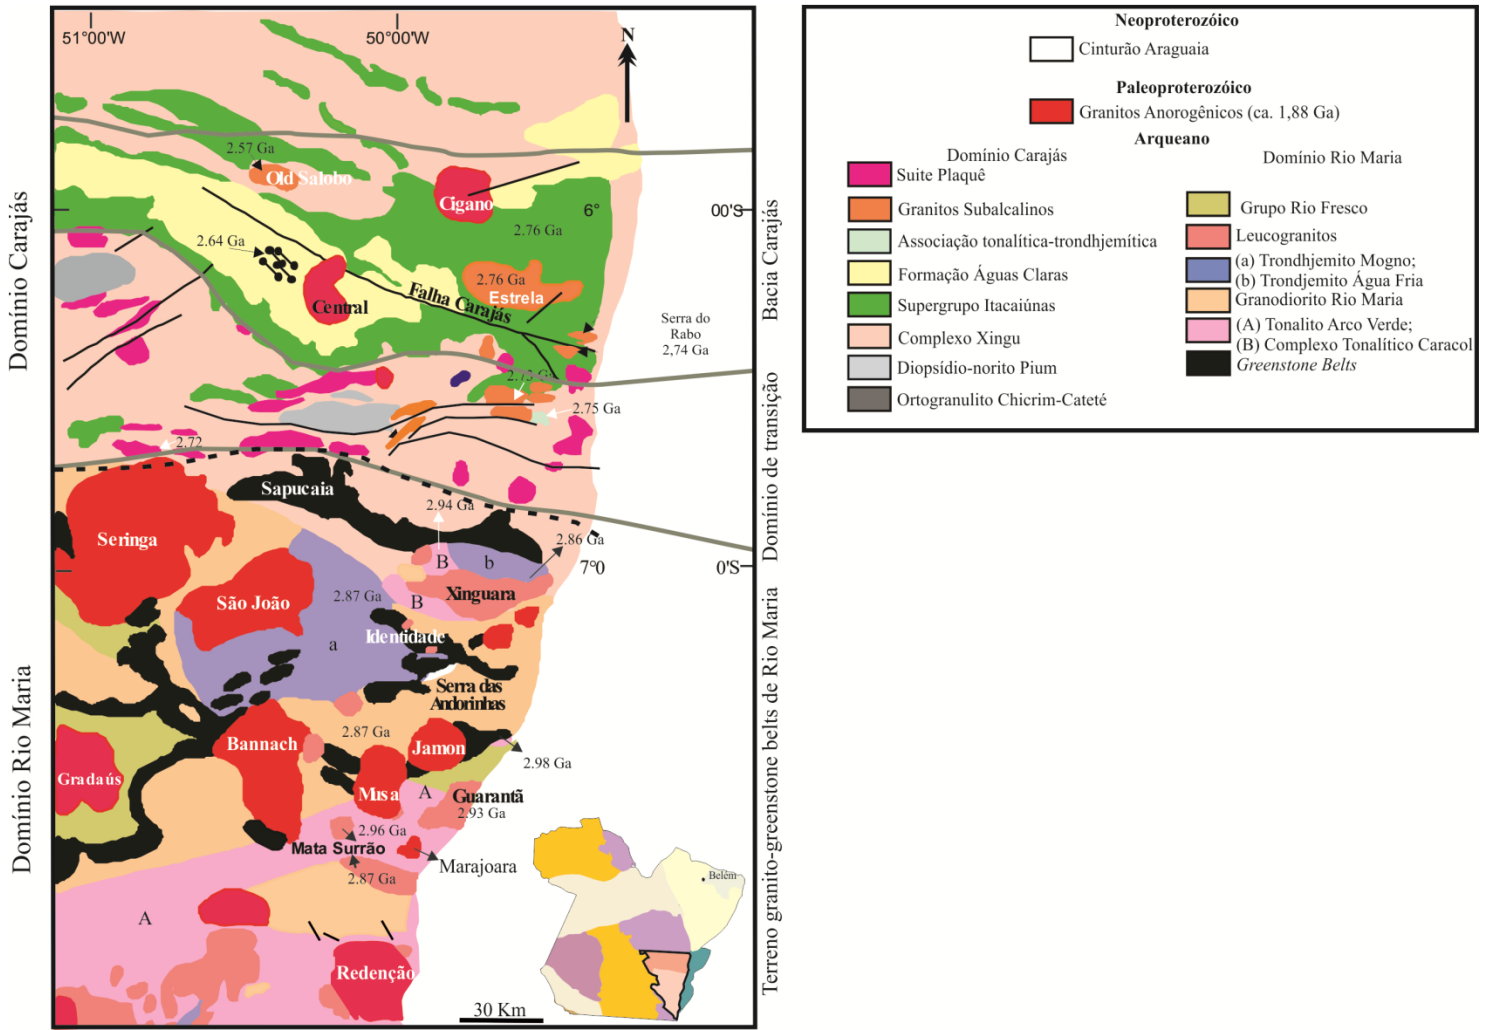 51°00'W
50°00'W
N
2.57 Ga
Old Salobo
Cigano
6°
00'S
2.76 Ga
2.64 Ga
2.76 Ga
Estrela
Central
Falha Carajás
Serra do
Rabo
2,74 Ga
2.75 Ga
2.72
Sapucaia
2.94 Ga
Seringa
2.86 Ga
B
b
7°0
0'S
Xinguara
São João
2.87 Ga
B
Identidade
a
Serra das
Andorinhas
2.87 Ga
Bannach
Jamon
2.98 Ga
Gradaús
Musa
A
Guarantã
2.93 Ga
2.96 Ga
Mata Surrão
Marajoara
2.87 Ga
A
Redenção
30 Km
Belém
Domínio Carajás
Domínio Rio Maria
Bacia Carajás
Domínio de transição
Terreno granito-greenstone belts de Rio Maria
Neoproterozóico
Cinturão Araguaia
Paleoproterozóico
Granitos Anorogênicos (ca. 1,88 Ga)
Arqueano
Domínio Carajás
Suite Plaquê
Granitos Subalcalinos
Associação tonalítica-trondhjemítica
Formação Águas Claras
Supergrupo Itacaiúnas
Complexo Xingu
Diopsídio-norito Pium
Ortogranulito Chicrim-Cateté
Domínio Rio Maria
Grupo Rio Fresco
Leucogranitos
(a) Trondhjemito Mogno;
(b) Trondjemito Água Fria
Granodiorito Rio Maria
(A) Tonalito Arco Verde;
(B) Complexo Tonalítico Caracol
Greenstone Belts